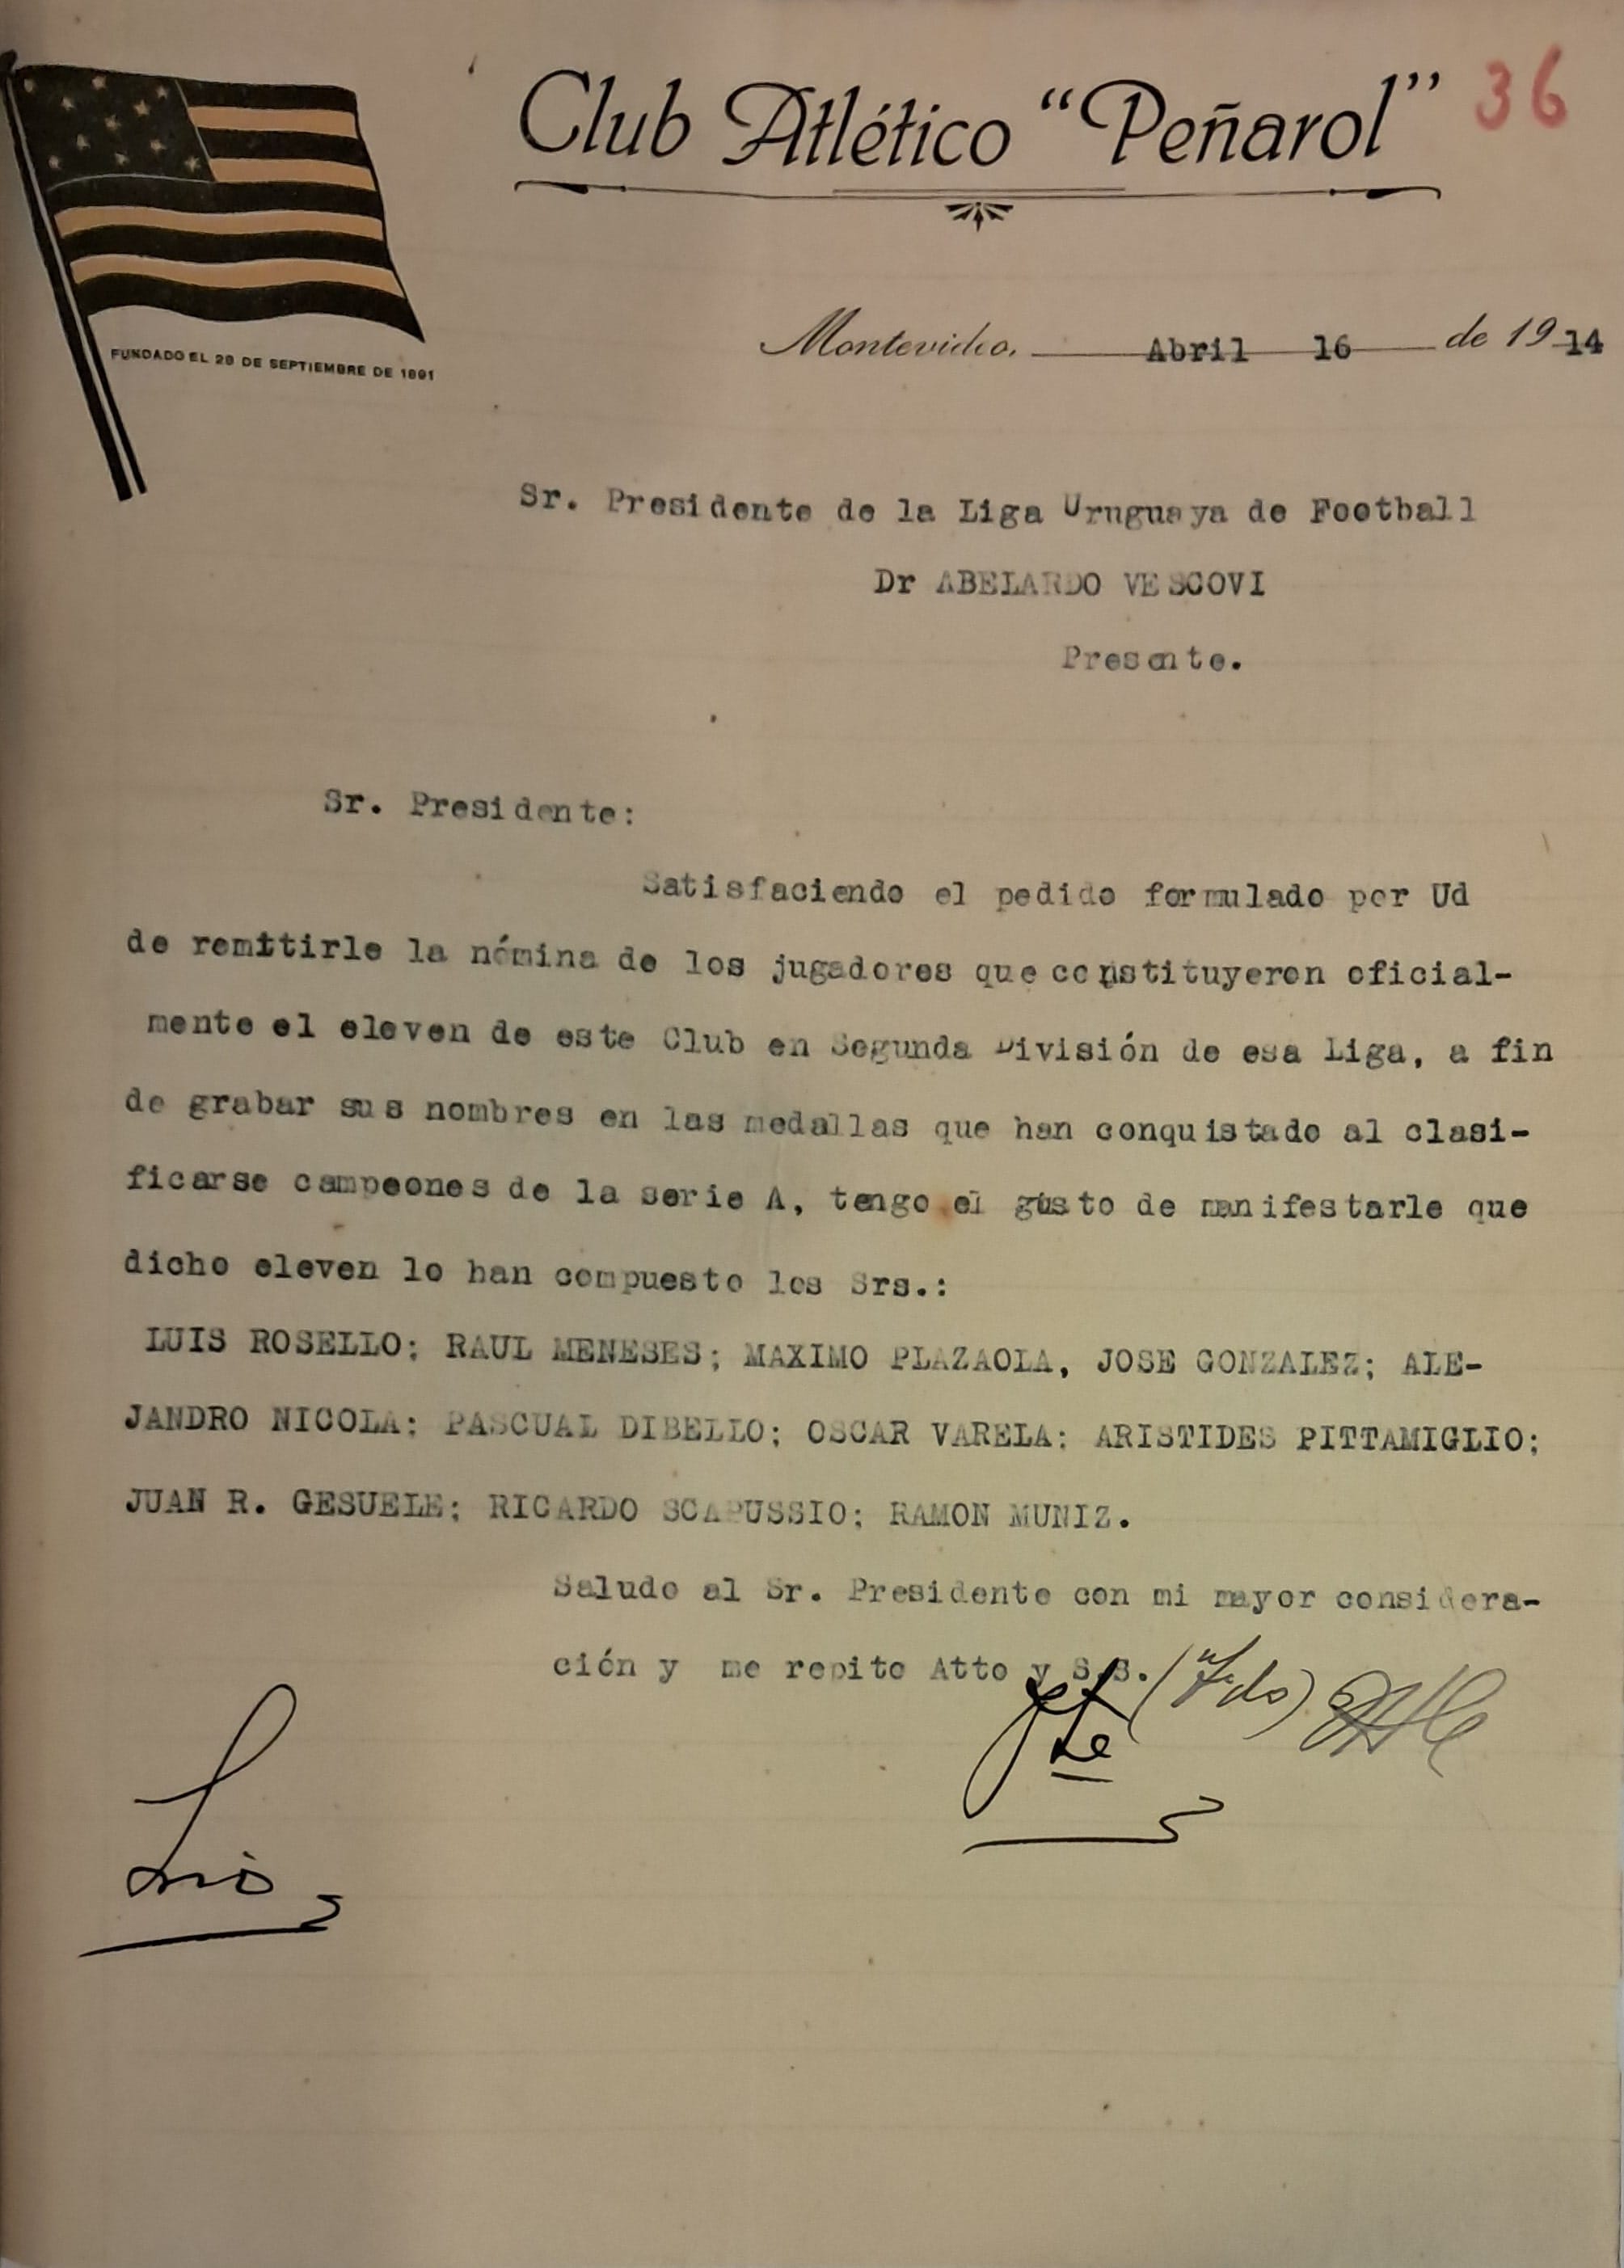 Club Atlético "Peñarol" 36
FUNDADO EL 28 DE SEPTIEMBRE DE 1891
Montevideo, Abril 16 de 1914
Sr. Presidente de la Liga Uruguaya de Football
Dr ABELARDO VESCOVI
Presente.
Sr. Presidente:
Satisfaciendo el pedido formulado por Ud
de remitirle la nómina de los jugadores que constituyeron oficial-
mente el eleven de este Club en Segunda División de esa Liga, a fin
de grabar sus nombres en las medallas que han conquistado al clasi-
ficarse campeones de la serie A, tengo el gusto de manifestarle que
dicho eleven lo han compuesto los Srs.:
LUIS ROSELLO; RAUL MENESES; MAXIMO PLAZAOLA, JOSE GONZALEZ; ALE-
JANDRO NICOLA; PASCUAL DIBELLO; OSCAR VARELA; ARISTIDES PITTAMIGLIO;
JUAN R. GESUELE; RICARDO SCAPUSSIO; RAMON MUNIZ.
Saludo al Sr. Presidente con mi mayor considera-
ción y me repito Atto y S.S.